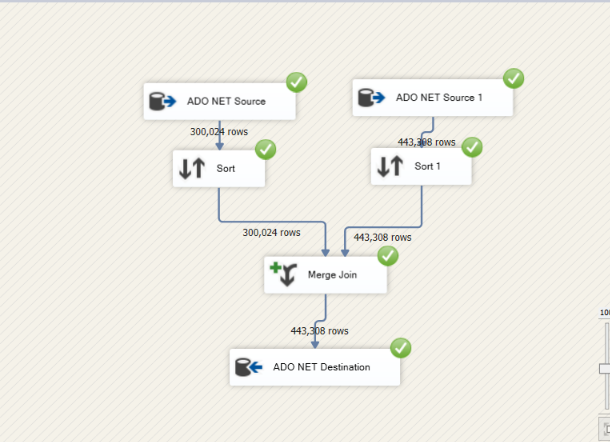 ADO NET Source
ADO NET Source 1
300,024 rows
443,308 rows
Sort
Sort 1
300,024 rows
443,308 rows
Merge Join
443,308 rows
ADO NET Destination